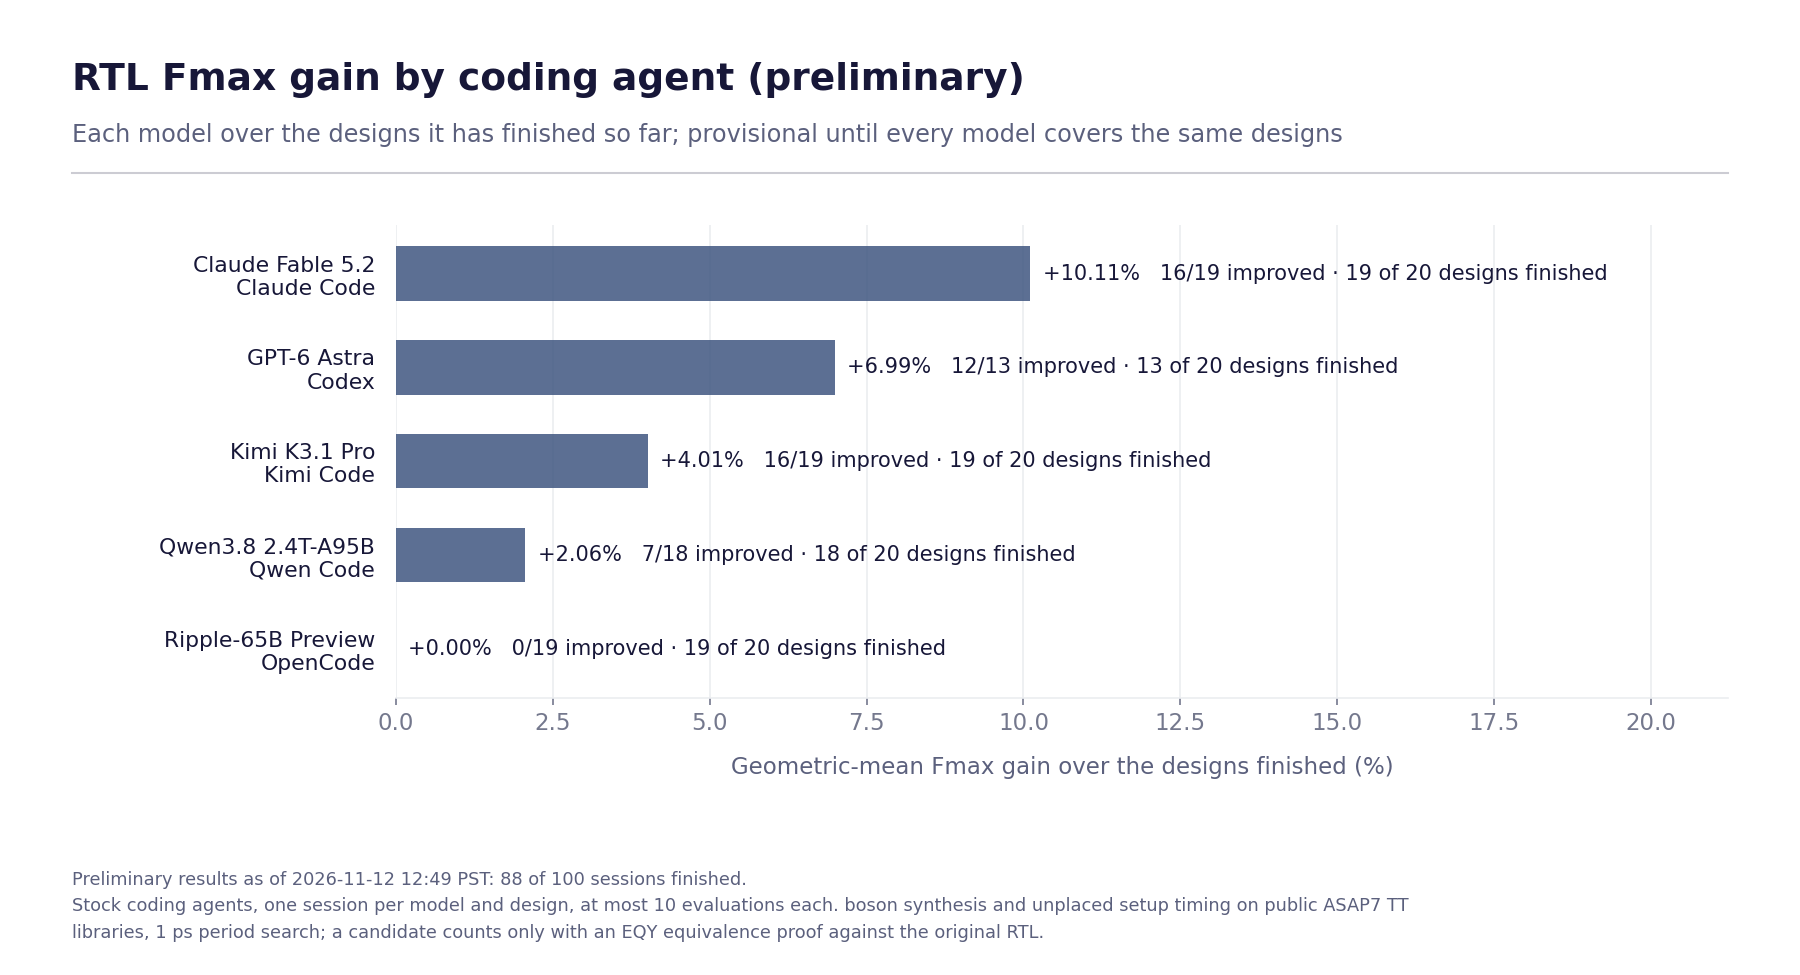 RTL Fmax gain by coding agent (preliminary)
Each model over the designs it has finished so far; provisional until every model covers the same designs
Claude Fable 5.2
Claude Code
+10.11%   16/19 improved · 19 of 20 designs finished
GPT-6 Astra
Codex
+6.99%   12/13 improved · 13 of 20 designs finished
Kimi K3.1 Pro
Kimi Code
+4.01%   16/19 improved · 19 of 20 designs finished
Qwen3.8 2.4T-A95B
Qwen Code
+2.06%   7/18 improved · 18 of 20 designs finished
Ripple-65B Preview
OpenCode
+0.00%   0/19 improved · 19 of 20 designs finished
0.0 2.5 5.0 7.5 10.0 12.5 15.0 17.5 20.0
Geometric-mean Fmax gain over the designs finished (%)
Preliminary results as of 2026-11-12 12:49 PST: 88 of 100 sessions finished.
Stock coding agents, one session per model and design, at most 10 evaluations each. boson synthesis and unplaced setup timing on public ASAP7 TT
libraries, 1 ps period search; a candidate counts only with an EQY equivalence proof against the original RTL.